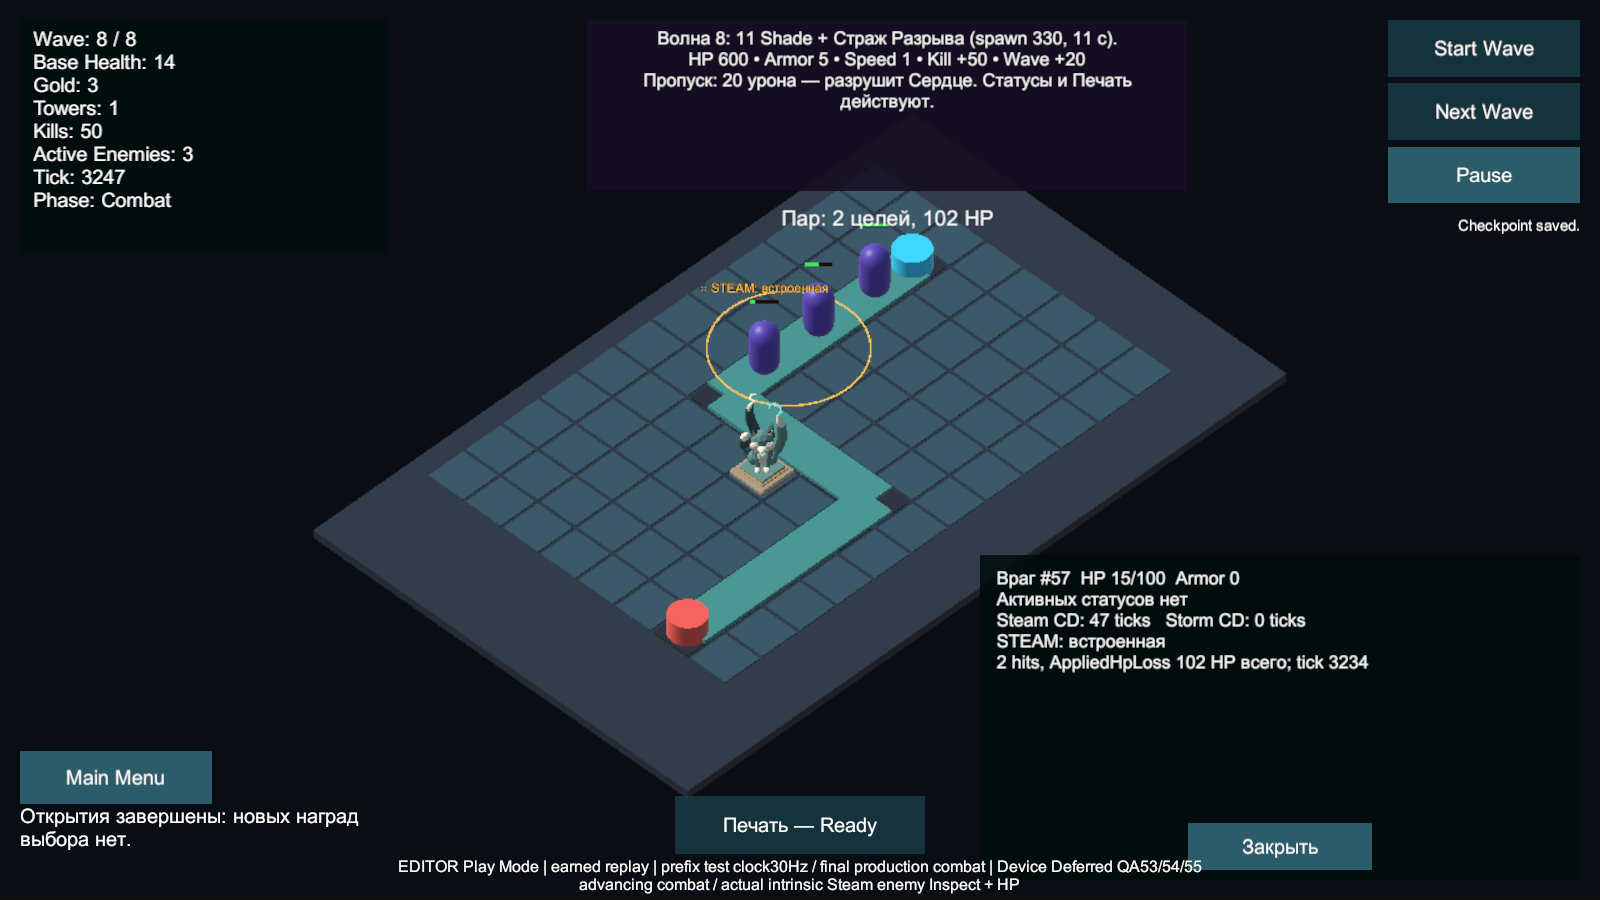 Wave: 8 / 8
Base Health: 14
Gold: 3
Towers: 1
Kills: 50
Active Enemies: 3
Tick: 3247
Phase: Combat
Волна 8: 11 Shade + Страж Разрыва (spawn 330, 11 с).
HP 600 • Armor 5 • Speed 1 • Kill +50 • Wave +20
Пропуск: 20 урона — разрушит Сердце. Статусы и Печать
действуют.
Start Wave
Next Wave
Pause
Checkpoint saved.
Пар: 2 целей, 102 HP
STEAM: встроенная
Враг #57 HP 15/100 Armor 0
Активных статусов нет
Steam CD: 47 ticks Storm CD: 0 ticks
STEAM: встроенная
2 hits, AppliedHpLoss 102 HP всего; tick 3234
Main Menu
Открытия завершены: новых наград
выбора нет.
Печать — Ready
Закрыть
EDITOR Play Mode | earned replay | prefix test clock30Hz / final production combat | Device Deferred QA53/54/55
advancing combat / actual intrinsic Steam enemy Inspect + HP